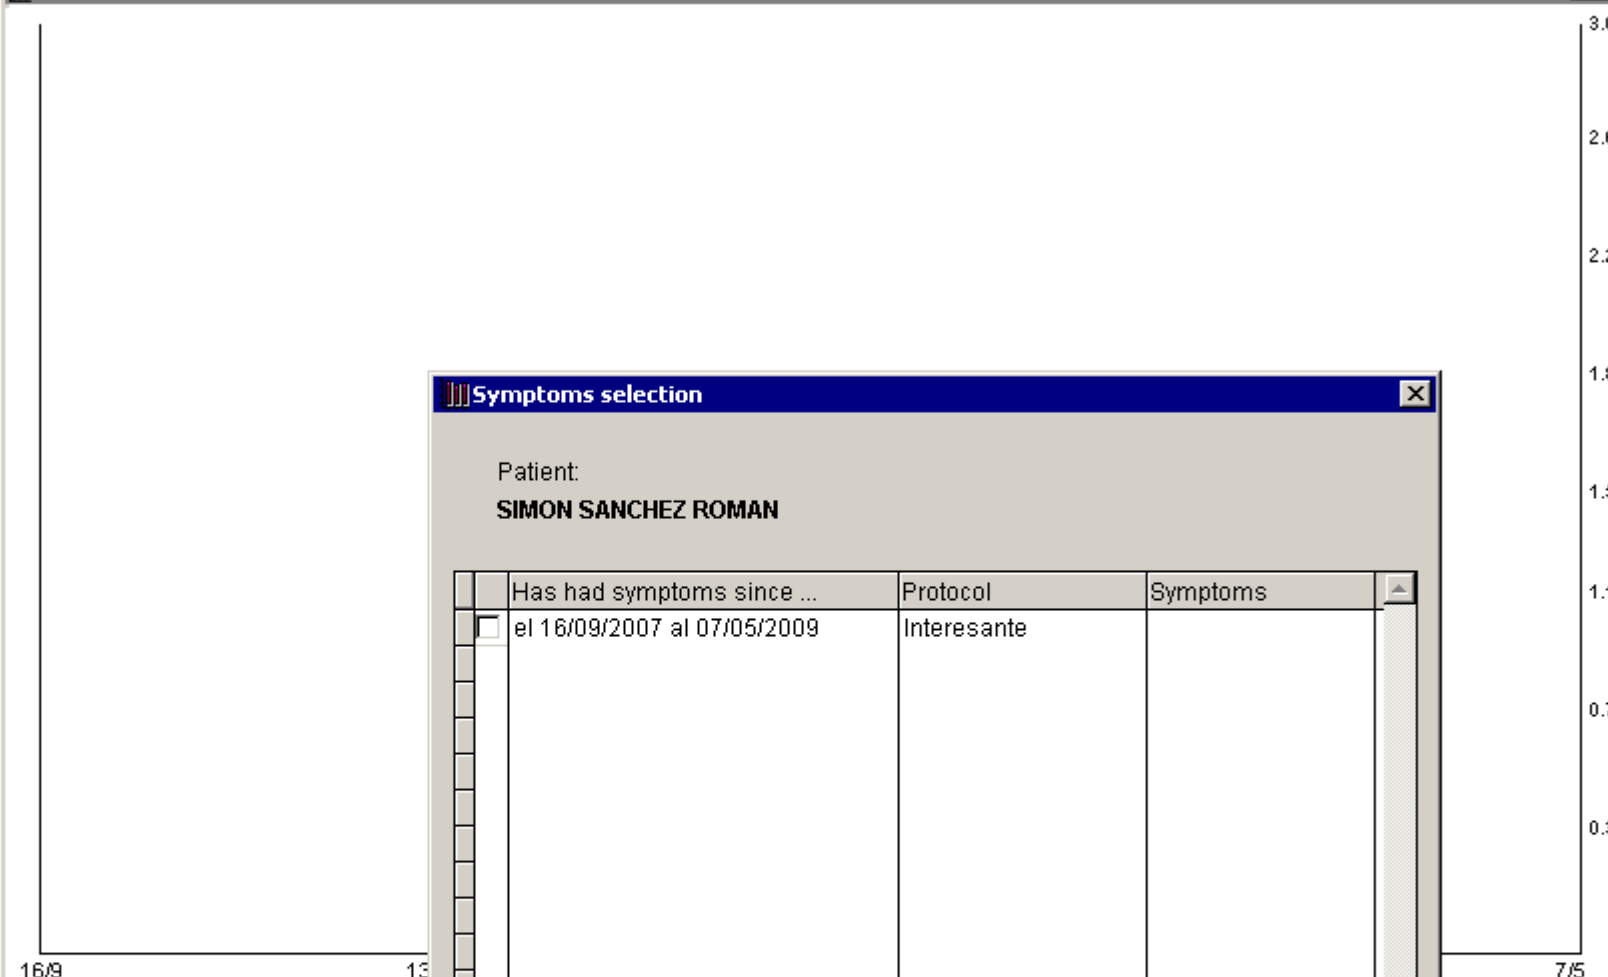 Symptoms selection
Patient:
SIMON SANCHEZ ROMAN
Has had symptoms since ... Protocol Symptoms
el 16/09/2007 al 07/05/2009 Interesante
16/9 13 7/5